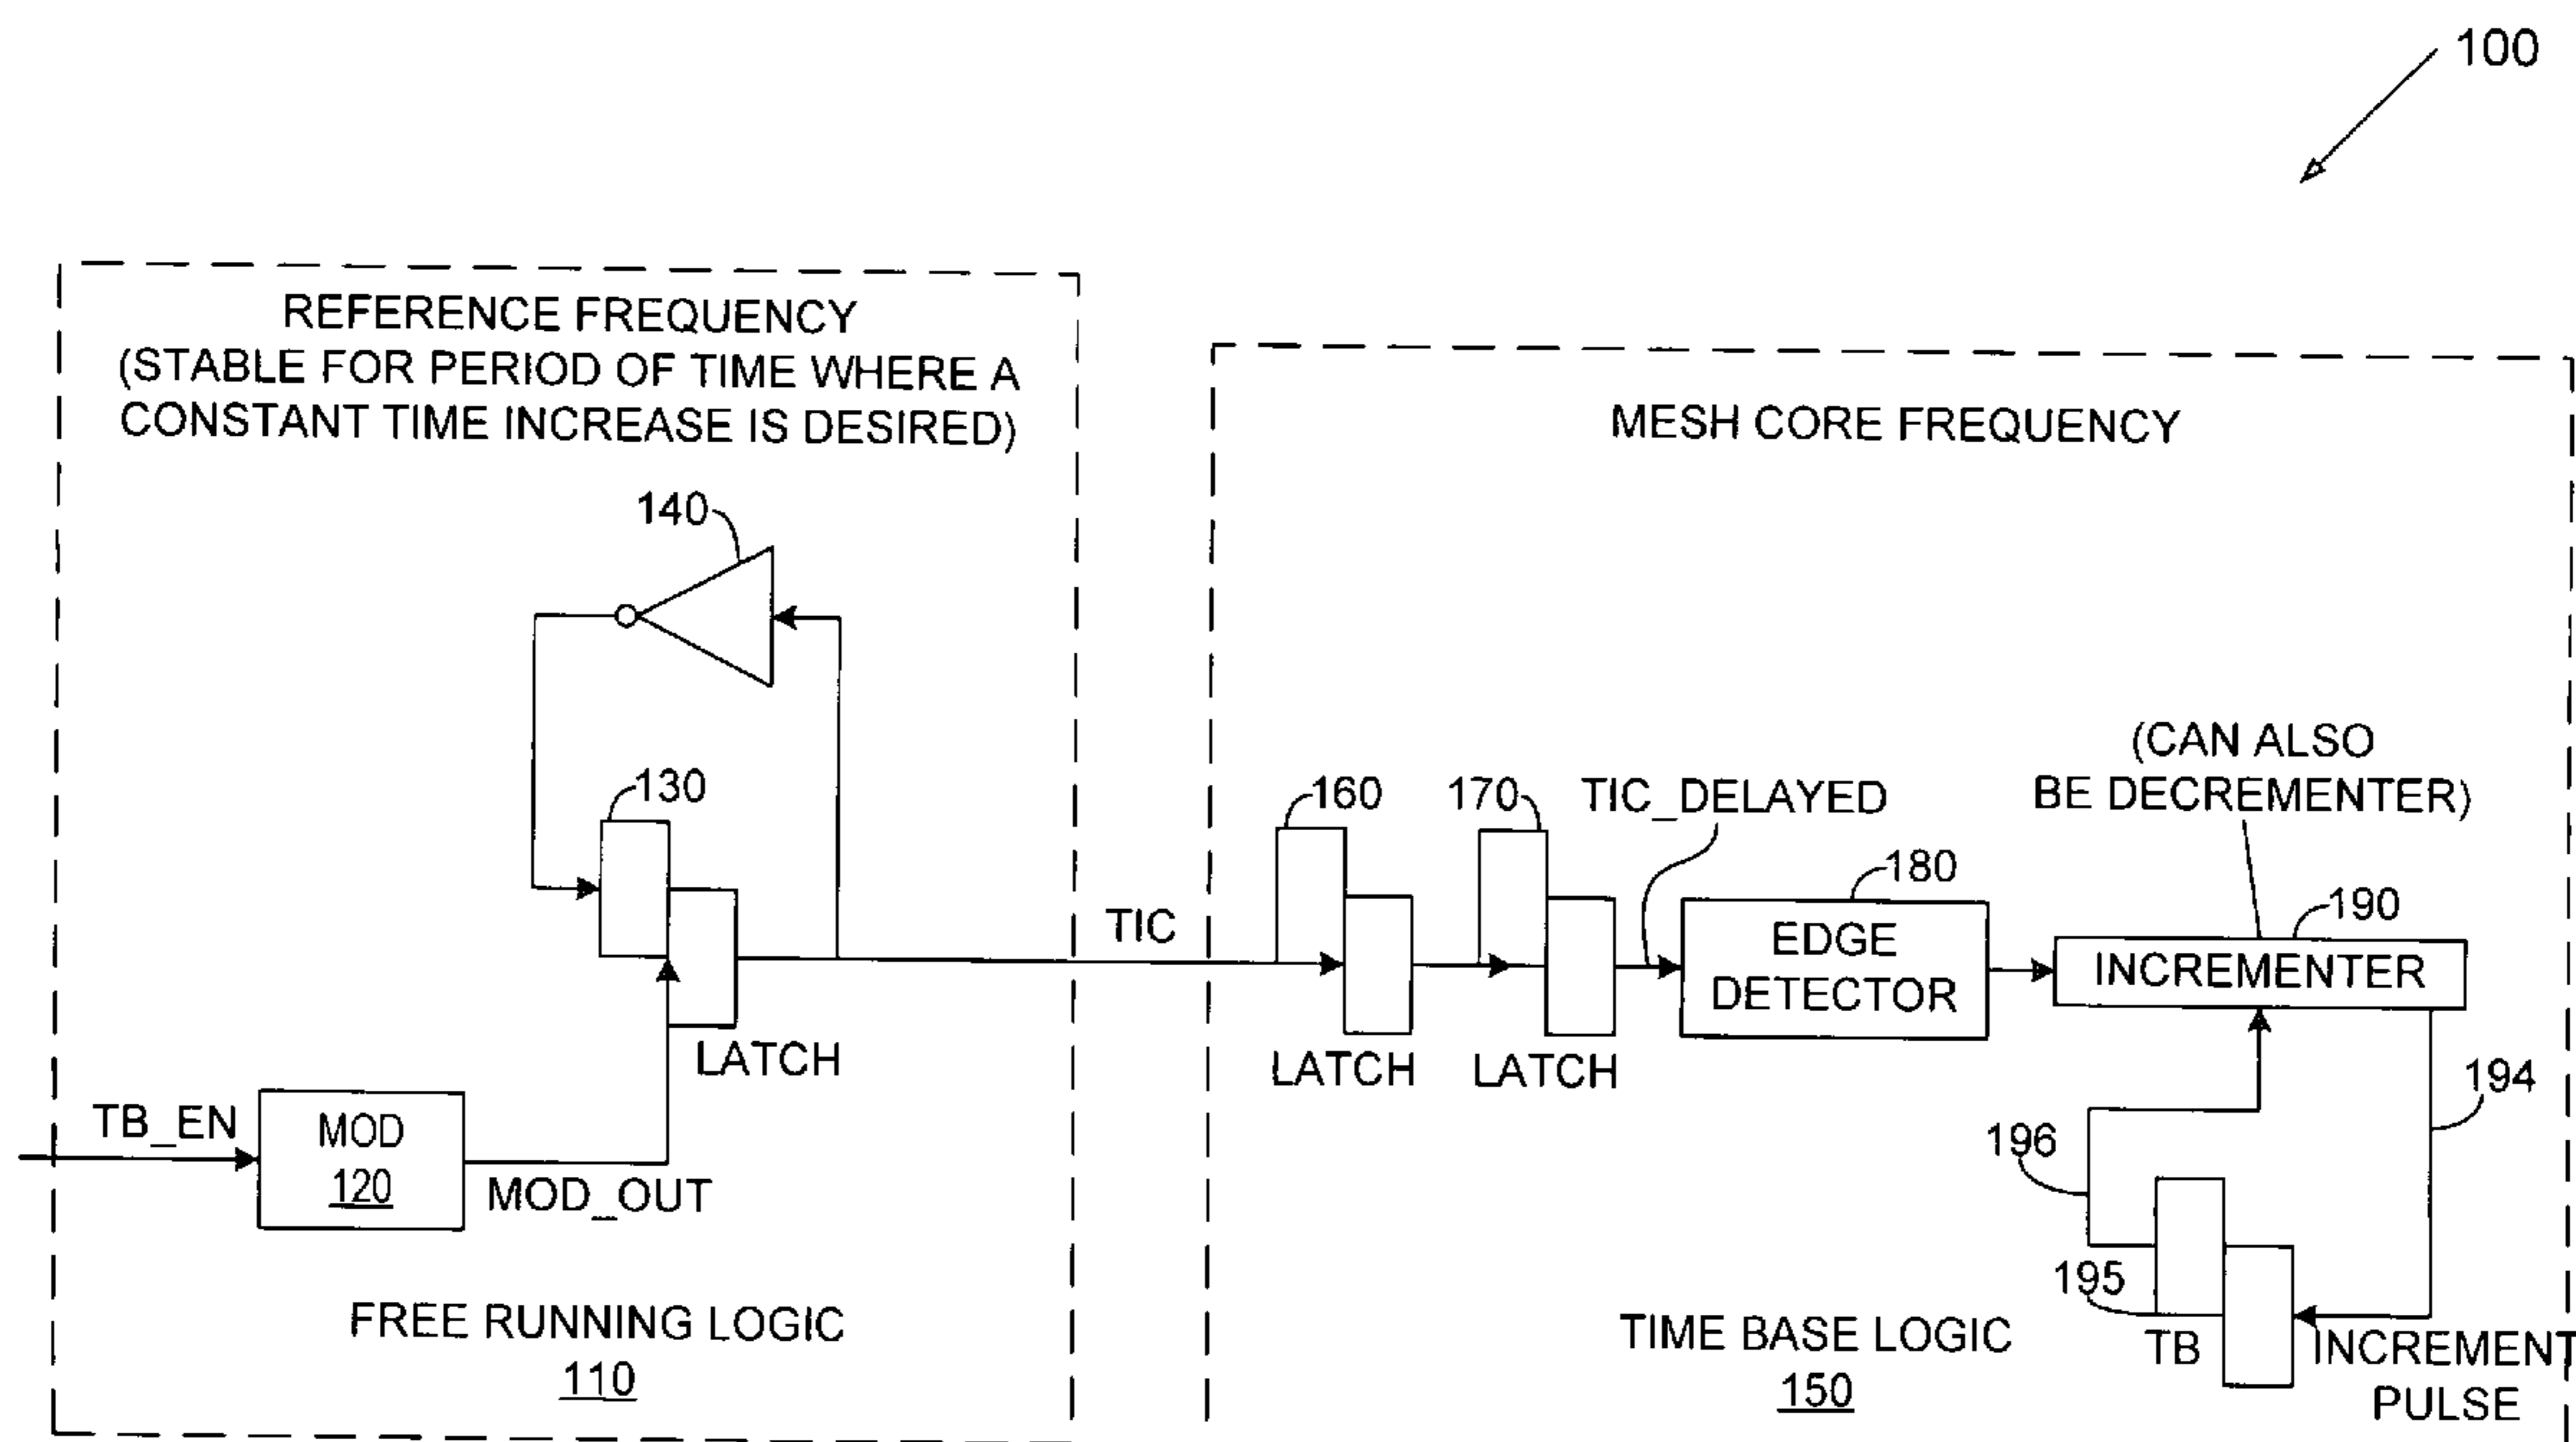 100
REFERENCE FREQUENCY
(STABLE FOR PERIOD OF TIME WHERE A
CONSTANT TIME INCREASE IS DESIRED)
140
130
LATCH
TB_EN
MOD
120
MOD_OUT
FREE RUNNING LOGIC
110
TIC
MESH CORE FREQUENCY
160
LATCH
170
LATCH
TIC_DELAYED
180
EDGE
DETECTOR
(CAN ALSO
BE DECREMENTER)
190
INCREMENTER
194
196
195
TB
INCREMENT
PULSE
TIME BASE LOGIC
150